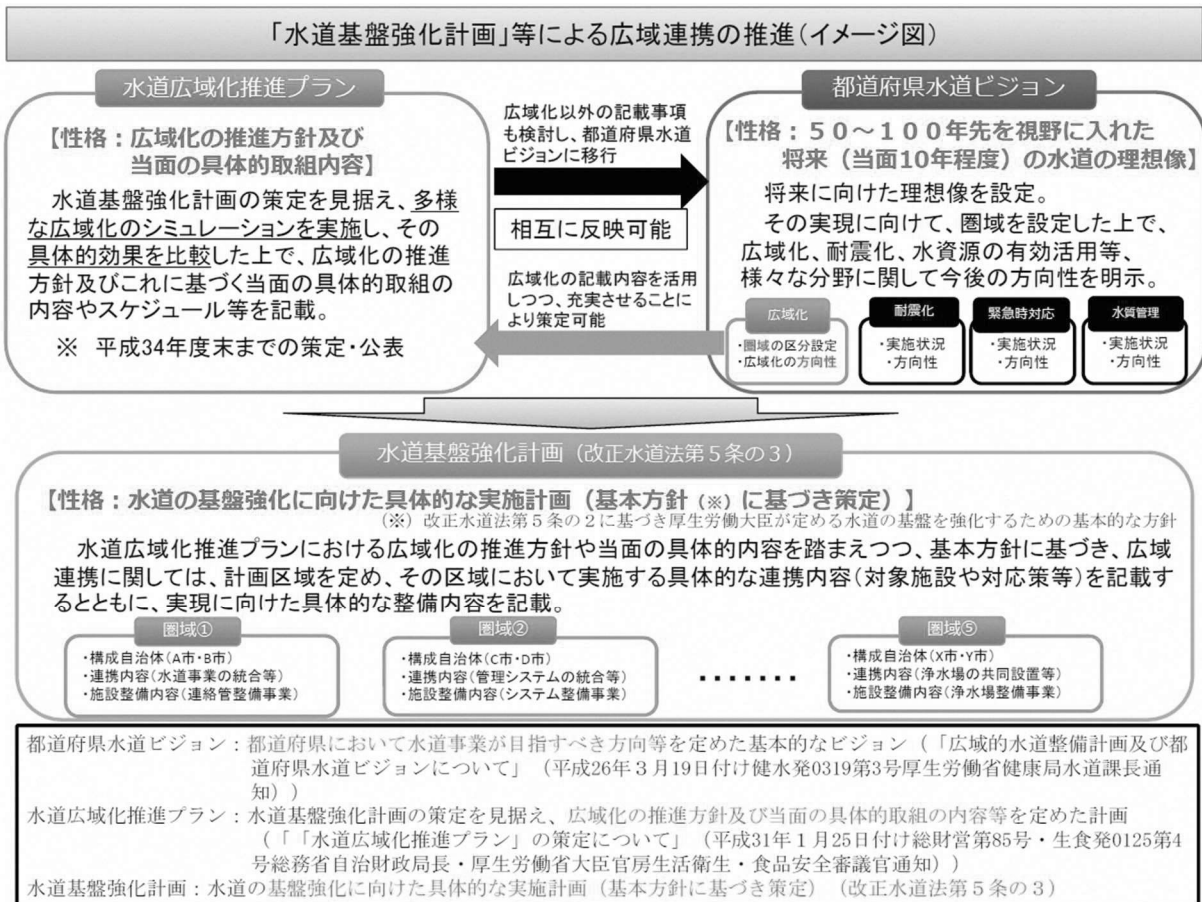 「水道基盤強化計画」等による広域連携の推進(イメージ図)
水道広域化推進プラン
【性格：広域化の推進方針及び
当面の具体的取組内容】
水道基盤強化計画の策定を見据え、多様
な広域化のシミュレーションを実施し、その
具体的効果を比較した上で、広域化の推進
方針及びこれに基づく当面の具体的取組の
内容やスケジュール等を記載。
※ 平成34年度末までの策定・公表
広域化以外の記載事項
も検討し、都道府県水道
ビジョンに移行
相互に反映可能
広域化の記載内容を活用
しつつ、充実させることに
より策定可能
都道府県水道ビジョン
【性格：５０～１００年先を視野に入れた
将来（当面10年程度）の水道の理想像】
将来に向けた理想像を設定。
その実現に向けて、圏域を設定した上で、
広域化、耐震化、水資源の有効活用等、
様々な分野に関して今後の方向性を明示。
広域化
・圏域の区分設定
・広域化の方向性
耐震化
・実施状況
・方向性
緊急時対応
・実施状況
・方向性
水質管理
・実施状況
・方向性
水道基盤強化計画（改正水道法第５条の３）
【性格：水道の基盤強化に向けた具体的な実施計画（基本方針（※）に基づき策定）】
（※）改正水道法第５条の２に基づき厚生労働大臣が定める水道の基盤を強化するための基本的な方針
水道広域化推進プランにおける広域化の推進方針や当面の具体的内容を踏まえつつ、基本方針に基づき、広域
連携に関しては、計画区域を定め、その区域において実施する具体的な連携内容(対象施設や対応策等)を記載す
るとともに、実現に向けた具体的な整備内容を記載。
圏域①
・構成自治体(A市・B市)
・連携内容(水道事業の統合等)
・施設整備内容(連絡管整備事業)
圏域②
・構成自治体(C市・D市)
・連携内容(管理システムの統合等)
・施設整備内容(システム整備事業)
・・・・・・・
圏域⑤
・構成自治体(X市・Y市)
・連携内容(浄水場の共同設置等)
・施設整備内容(浄水場整備事業)
都道府県水道ビジョン：都道府県において水道事業が目指すべき方向等を定めた基本的なビジョン（「広域的水道整備計画及び都
道府県水道ビジョンについて」（平成26年３月19日付け健水発0319第3号厚生労働省健康局水道課長通
知））
水道広域化推進プラン：水道基盤強化計画の策定を見据え、広域化の推進方針及び当面の具体的取組の内容等を定めた計画
（「「水道広域化推進プラン」の策定について」（平成31年１月25日付け総財営第85号・生食発0125第4
号総務省自治財政局長・厚生労働省大臣官房生活衛生・食品安全審議官通知））
水道基盤強化計画：水道の基盤強化に向けた具体的な実施計画（基本方針に基づき策定）（改正水道法第５条の３）